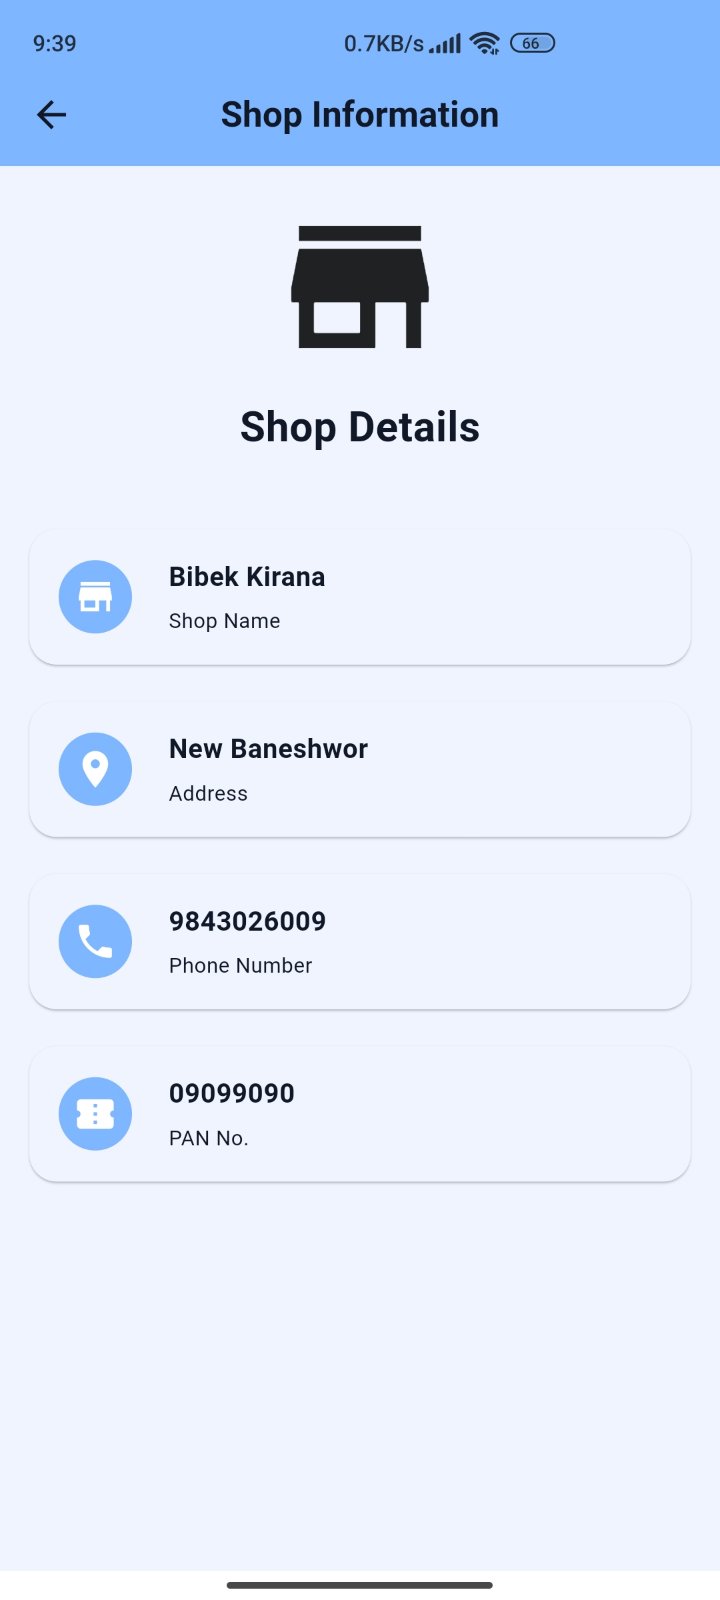 9:39
0.7KB/s 66
Shop Information
Shop Details
Bibek Kirana
Shop Name
New Baneshwor
Address
9843026009
Phone Number
09099090
PAN No.